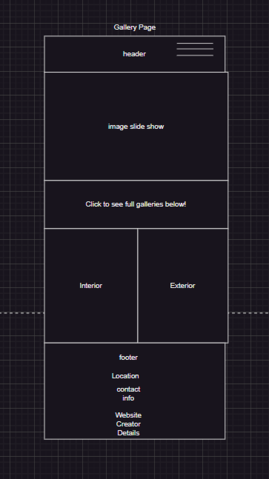 Gallery Page
header
image slide show
Click to see full galleries below!
Interior
Exterior
footer
Location
contact
info
Website
Creator
Details